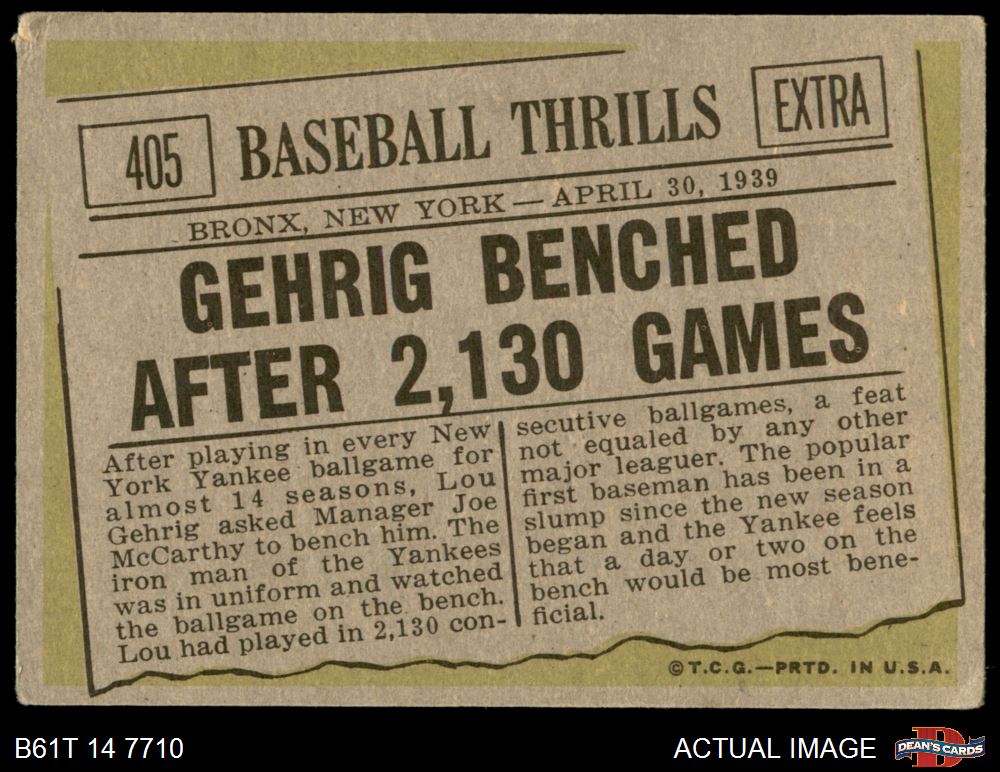 405
BASEBALL THRILLS
EXTRA
BRONX, NEW YORK — APRIL 30, 1939
GEHRIG BENCHED
AFTER 2,130 GAMES
After playing in every New
York Yankee ballgame for
almost 14 seasons, Lou
Gehrig asked Manager Joe
McCarthy to bench him. The
iron man of the Yankees
was in uniform and watched
the ballgame on the bench.
Lou had played in 2,130 con-
secutive ballgames, a feat
not equaled by any other
major leaguer. The popular
first baseman has been in a
slump since the new season
began and the Yankee feels
that a day or two on the
bench would be most bene-
ficial.
©T.C.G.—PRTD. IN U.S.A.
B61T 14 7710
ACTUAL IMAGE
D
DEAN'S CARDS